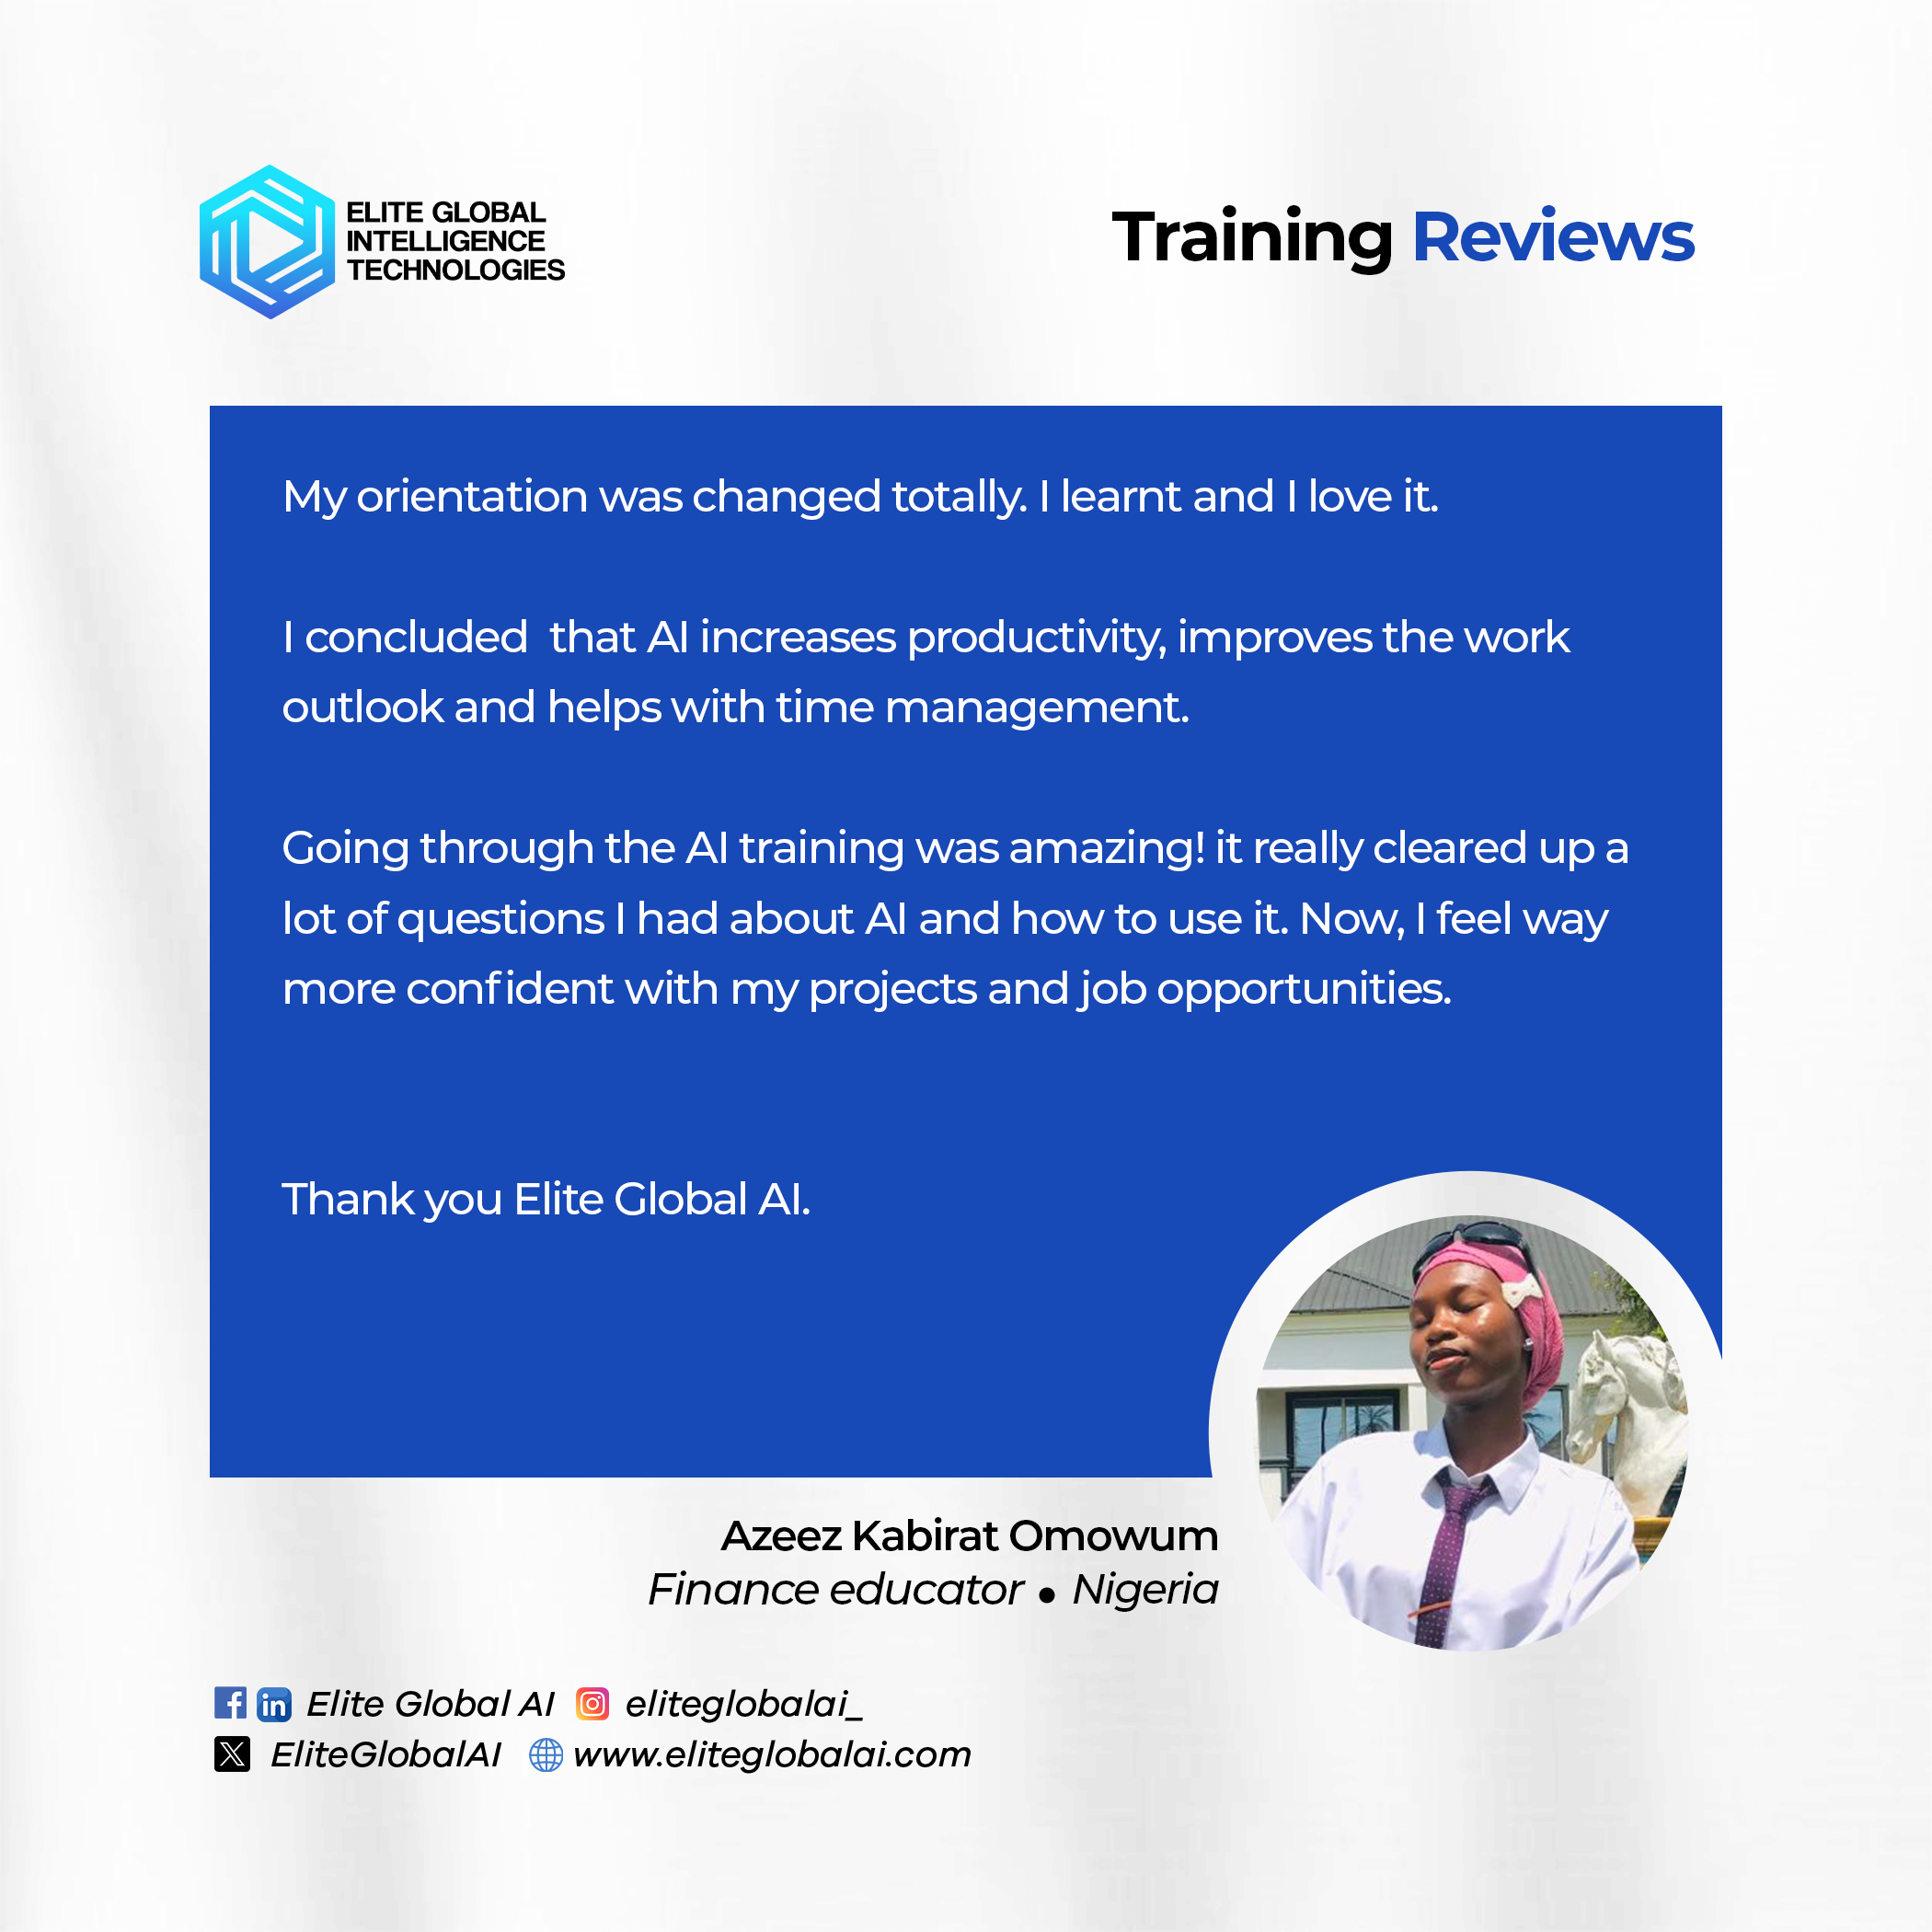 ELITE GLOBAL
INTELLIGENCE
TECHNOLOGIES
Training Reviews
My orientation was changed totally. I learnt and I love it.
I concluded  that AI increases productivity, improves the work
outlook and helps with time management.
Going through the AI training was amazing! it really cleared up a
lot of questions I had about AI and how to use it. Now, I feel way
more confident with my projects and job opportunities.
Thank you Elite Global AI.
Azeez Kabirat Omowum
Finance educator • Nigeria
Elite Global AI eliteglobalai_
EliteGlobalAI www.eliteglobalai.com